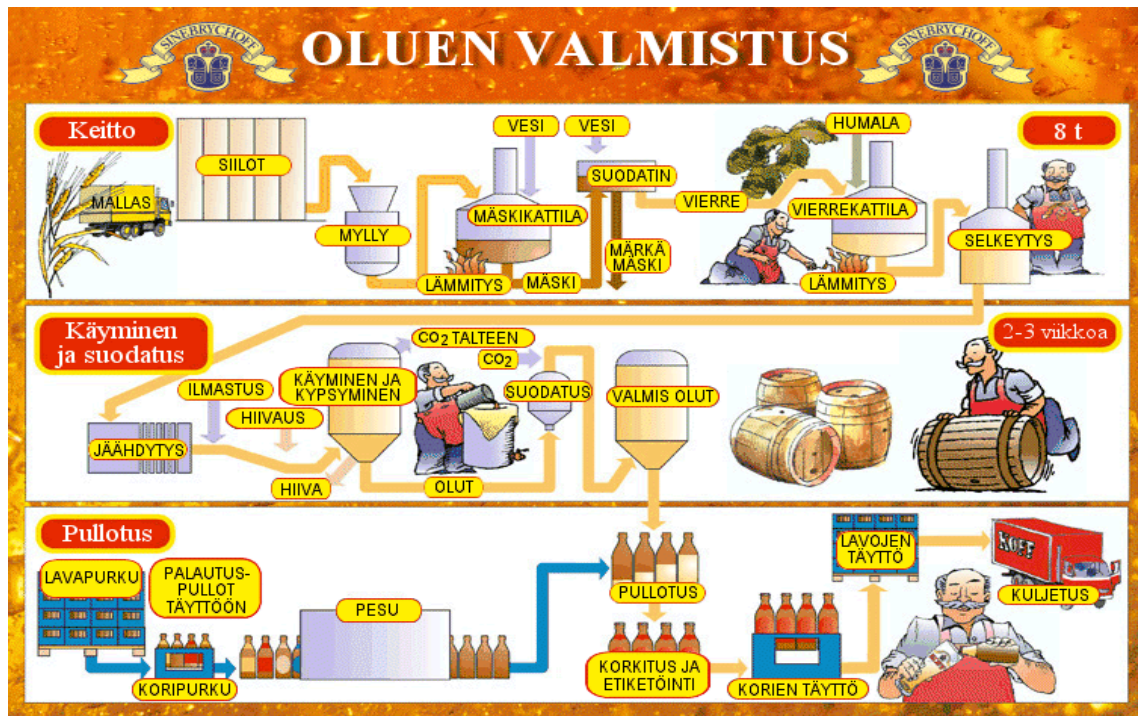 SINEBRYCHOFF
OLUEN VALMISTUS
SINEBRYCHOFF
Keitto
8 t
MALLAS
SIILOT
MYLLY
VESI
VESI
MÄSKIKATTILA
SUODATIN
LÄMMITYS
MÄSKI
MÄRKÄ
MÄSKI
VIERRE
HUMALA
VIERREKATTILA
LÄMMITYS
SELKEYTYS
Käyminen
ja suodatus
2-3 viikkoa
JÄÄHDYTYS
ILMASTUS
HIIVAUS
HIIVA
KÄYMINEN JA
KYPSYMINEN
CO2 TALTEEN
CO2
OLUT
SUODATUS
VALMIS OLUT
Pullotus
LAVAPURKU
PALAUTUS-
PULLOT
TÄYTTÖÖN
KORIPURKU
PESU
PULLOTUS
KORKITUS JA
ETIKETÖINTI
KORIEN TÄYTTÖ
LAVOJEN
TÄYTTÖ
KOFF
KULJETUS